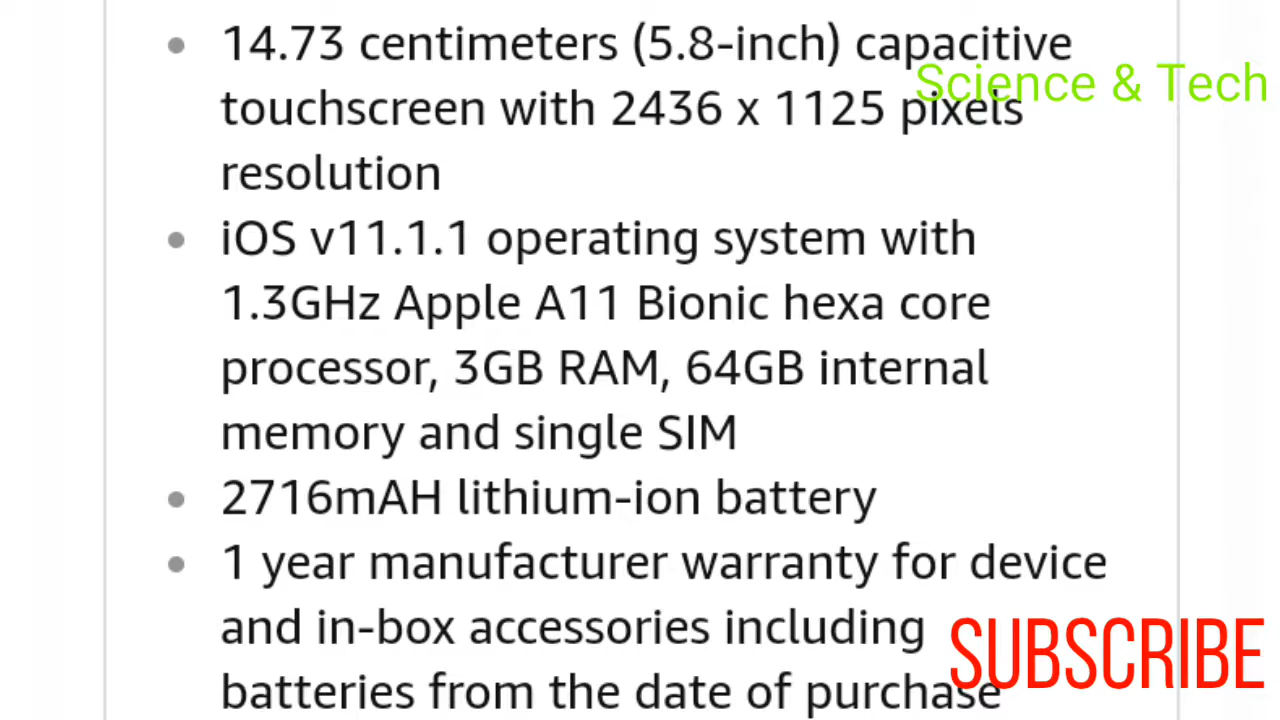 14.73 centimeters (5.8-inch) capacitive
Science & Tech
touchscreen with 2436 x 1125 pixels
resolution
iOS v11.1.1 operating system with
1.3GHz Apple A11 Bionic hexa core
processor, 3GB RAM, 64GB internal
memory and single SIM
2716mAH lithium-ion battery
1 year manufacturer warranty for device
and in-box accessories including
SUBSCRIBE
batteries from the date of purchase